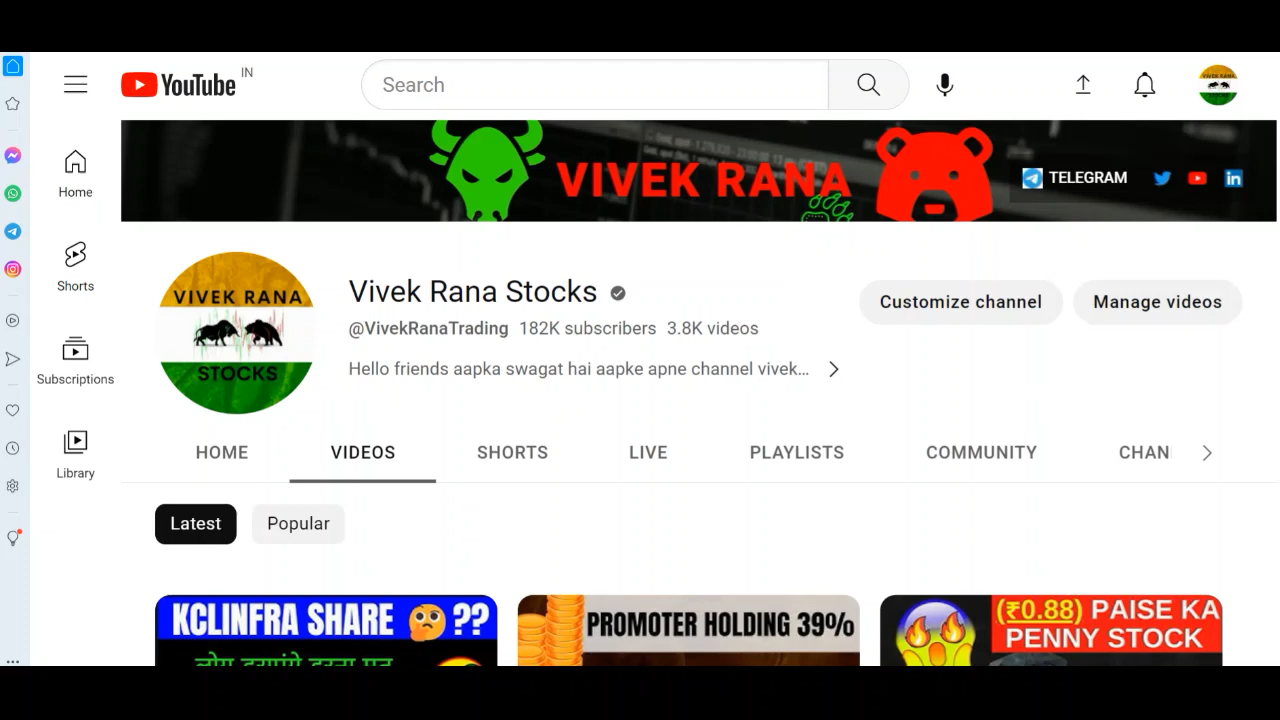 YouTube IN
Search
VIVEK RANA
TELEGRAM
Home
Shorts
Subscriptions
Library
VIVEK RANA
STOCKS
Vivek Rana Stocks
@VivekRanaTrading 182K subscribers 3.8K videos
Hello friends aapka swagat hai aapke apne channel vivek...
Customize channel
Manage videos
HOME VIDEOS SHORTS LIVE PLAYLISTS COMMUNITY CHAN
Latest Popular
KCLINFRA SHARE ??
PROMOTER HOLDING 39%
(₹0.88) PAISE KA
PENNY STOCK